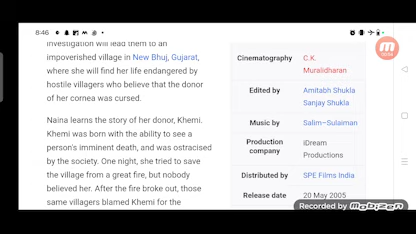 8:46
investigation will lead them to an
impoverished village in New Bhuj, Gujarat,
where she will find her life endangered by
hostile villagers who believe that the donor
of her cornea was cursed.
Naina learns the story of her donor, Khemi.
Khemi was born with the ability to see a
person's imminent death, and was ostracised
by the society. One night, she tried to save
the village from a great fire, but nobody
believed her. After the fire broke out, those
same villagers blamed Khemi for the
Cinematography C.K.
Muralidharan
Edited by Amitabh Shukla
Sanjay Shukla
Music by Salim–Sulaiman
Production iDream
company Productions
Distributed by SPE Films India
Release date 20 May 2005
Recorded by Mobizen